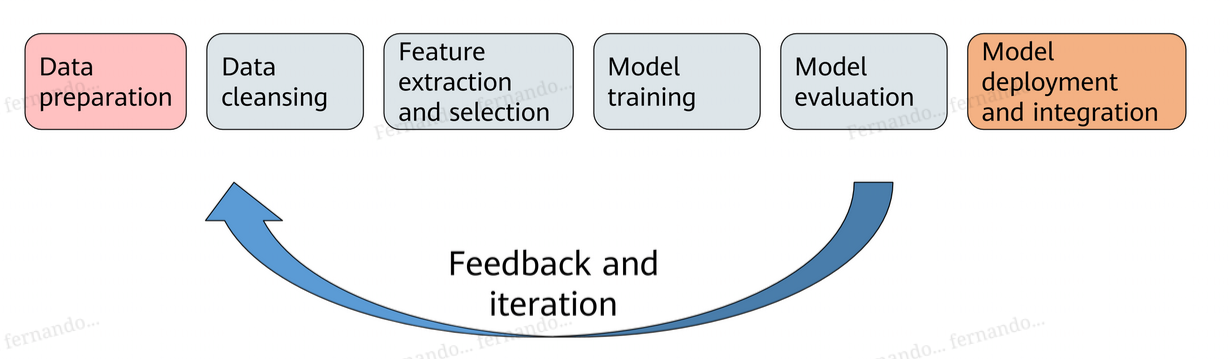 Data
preparation
Data
cleansing
Feature
extraction
and selection
Model
training
Model
evaluation
Model
deployment
and integration
Feedback and
iteration
fernando...
fernando...
Fernando...
fernando...
Fernando...
fernando...
fernando...
fernando...